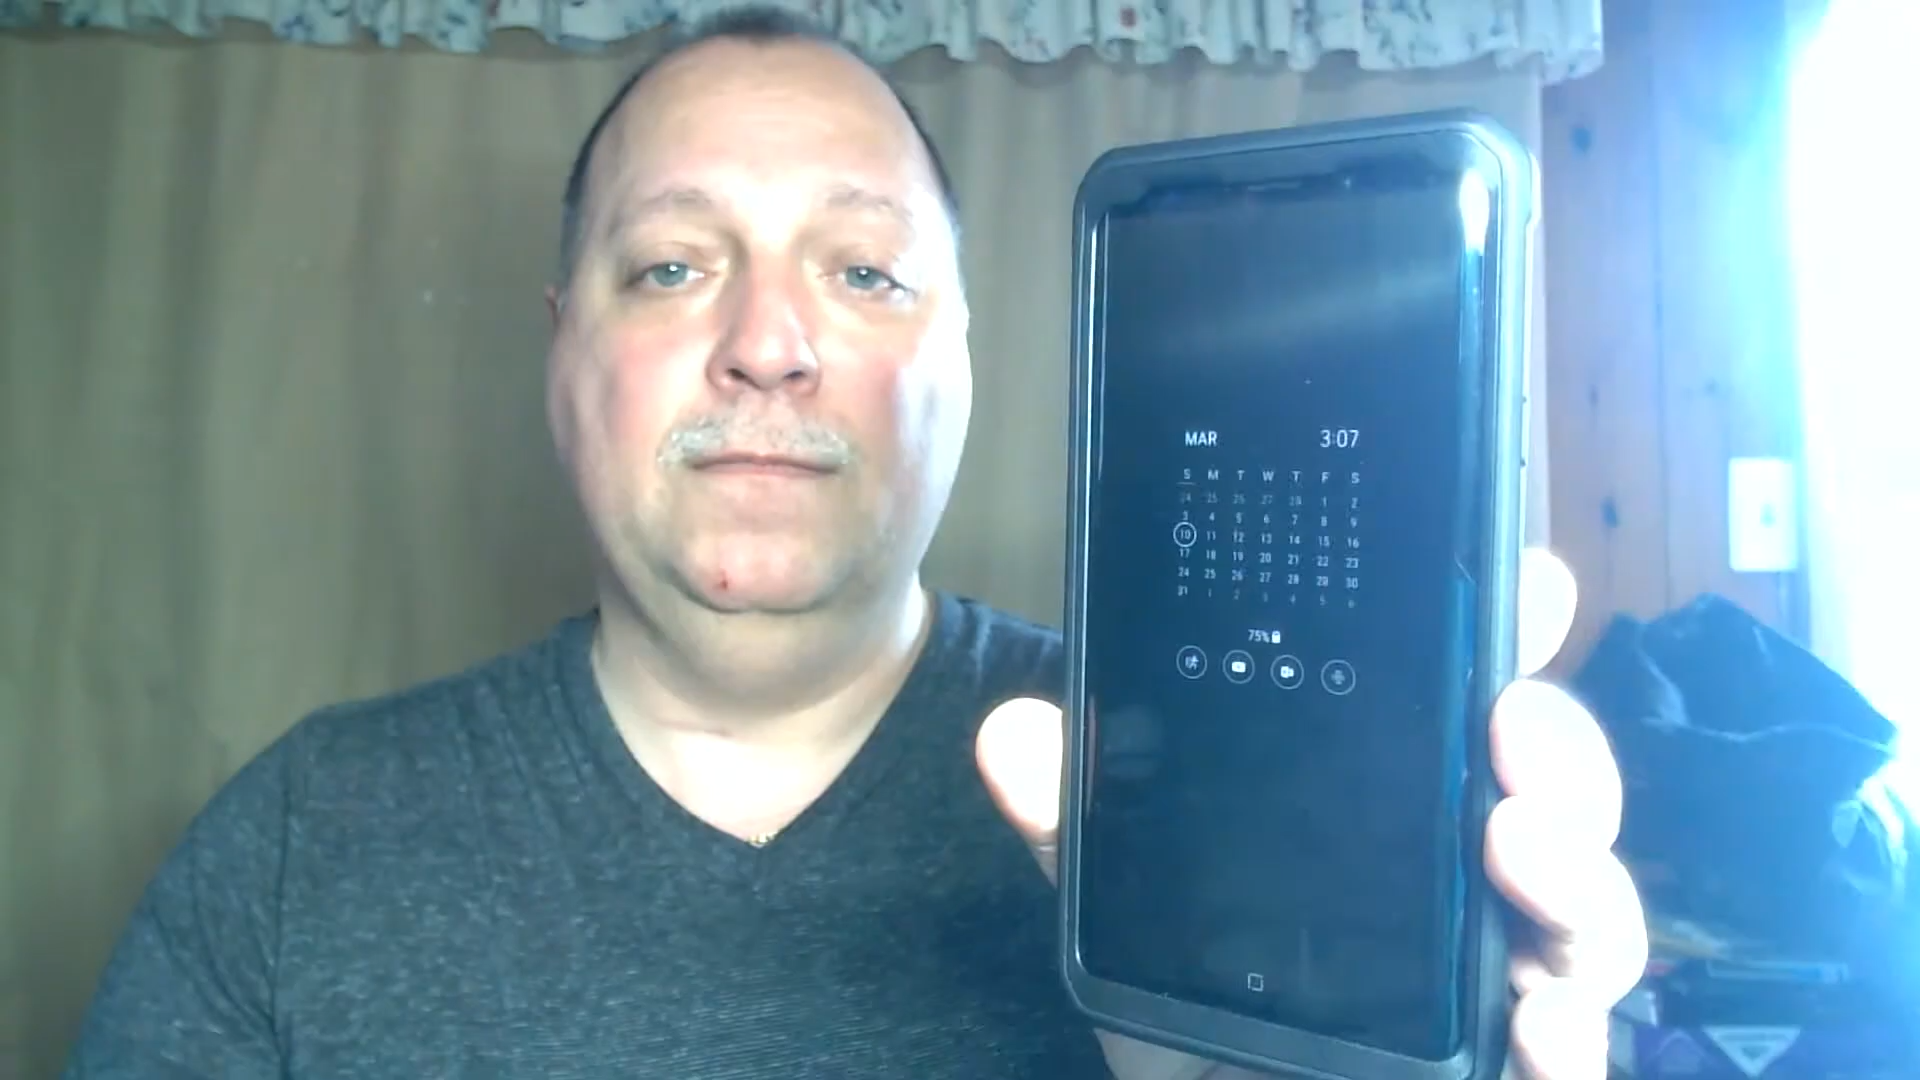 MAR 3:07
S M T W T F S
24 25 26 27 28 1 2
3 4 5 6 7 8 9
10 11 12 13 14 15 16
17 18 19 20 21 22 23
24 25 26 27 28 29 30
31 1 2 3 4 5 6
75%